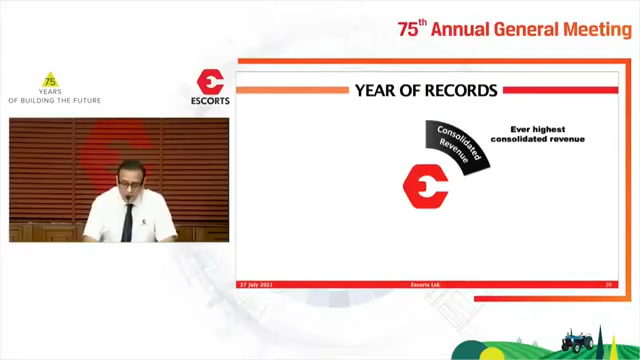 75th Annual General Meeting
75
YEARS
OF BUILDING THE FUTURE
ESCORTS
YEAR OF RECORDS
Consolidated
Revenue
Ever highest
consolidated revenue
27 July 2021
Escorts Ltd.